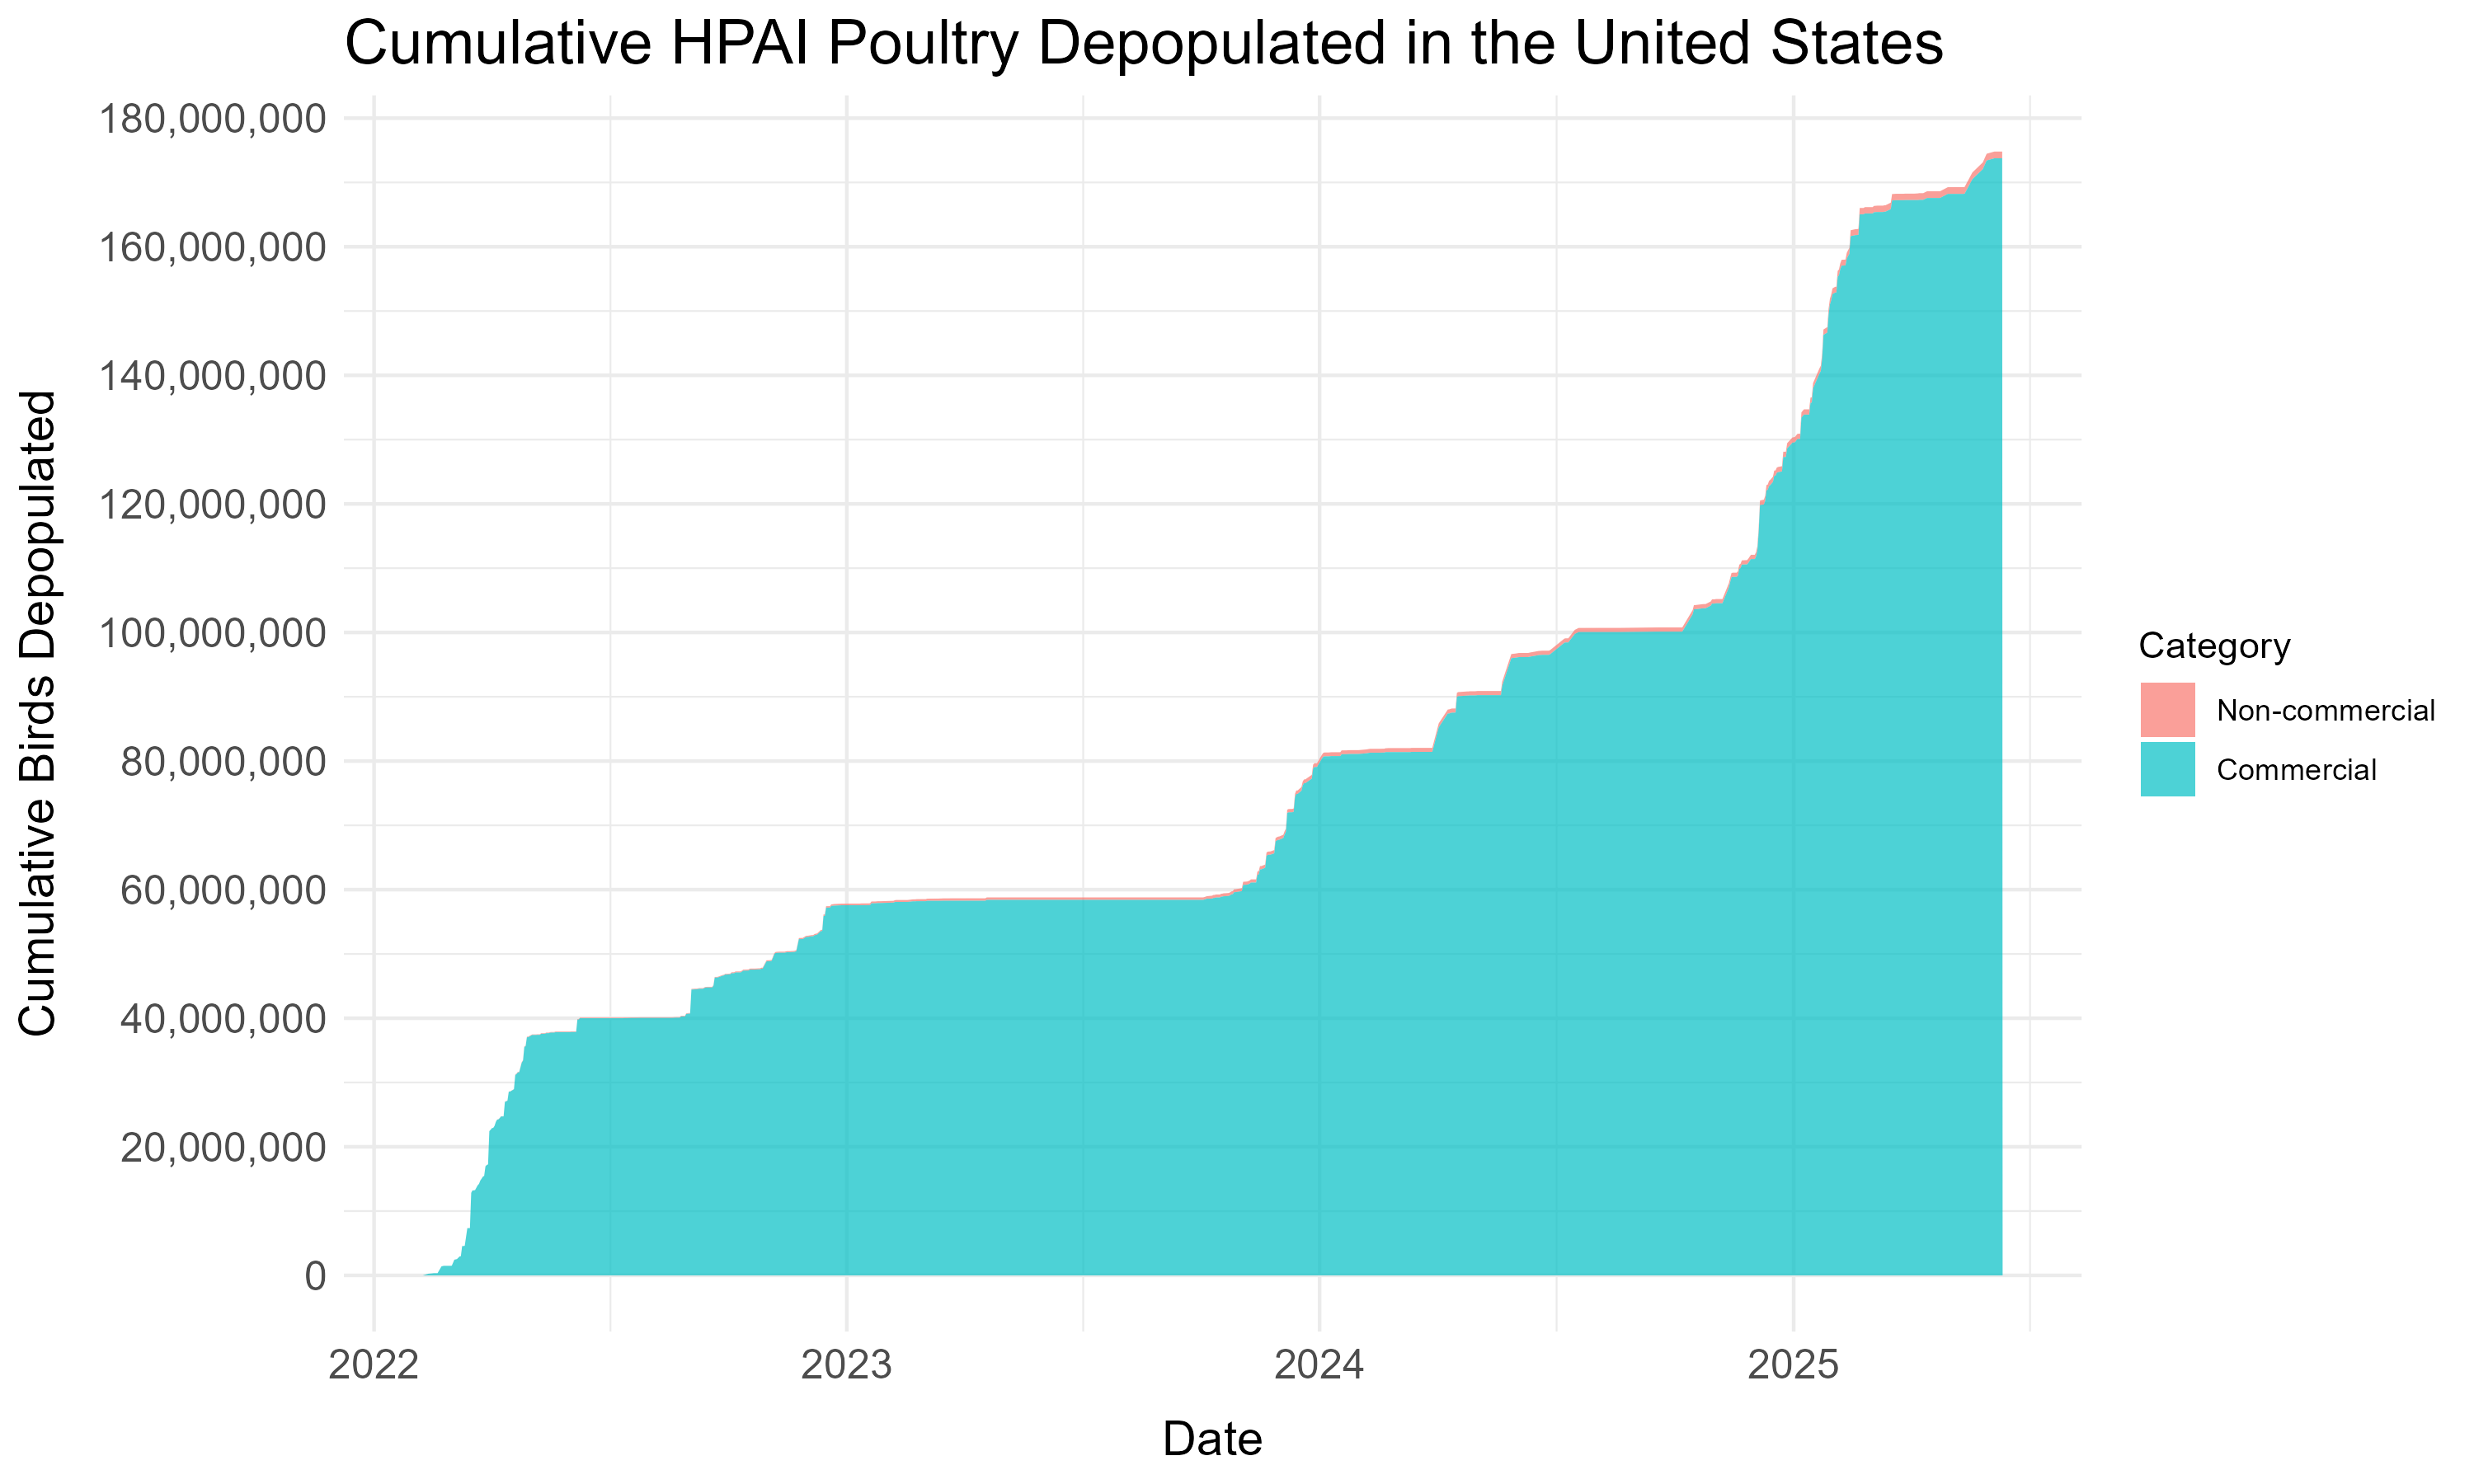 Cumulative HPAI Poultry Depopulated in the United States
Cumulative Birds Depopulated
180,000,000
160,000,000
140,000,000
120,000,000
100,000,000
80,000,000
60,000,000
40,000,000
20,000,000
0
2022
2023
2024
2025
Date
Category
Non-commercial
Commercial